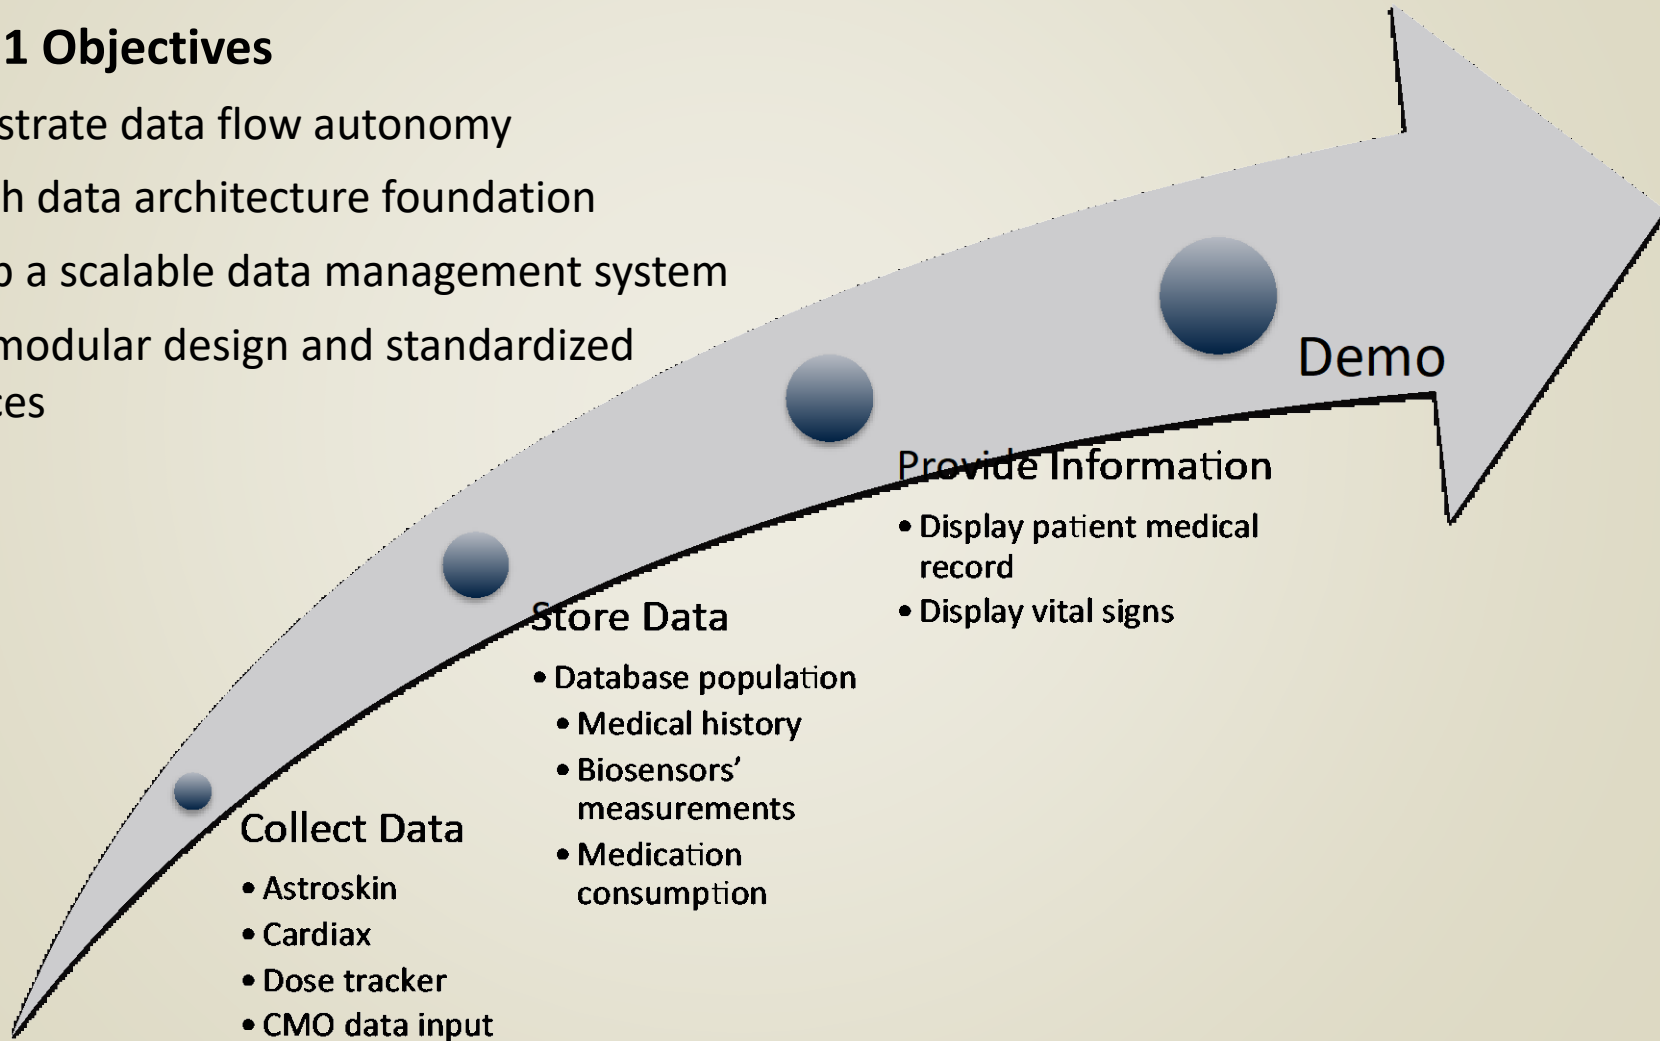 1 Objectives
strate data flow autonomy
h data architecture foundation
a scalable data management system
modular design and standardized
ces
Demo
Provide Information
• Display patient medical
record
• Display vital signs
Store Data
• Database population
• Medical history
• Biosensors’
measurements
• Medication
consumption
Collect Data
• Astroskin
• Cardiax
• Dose tracker
• CMO data input